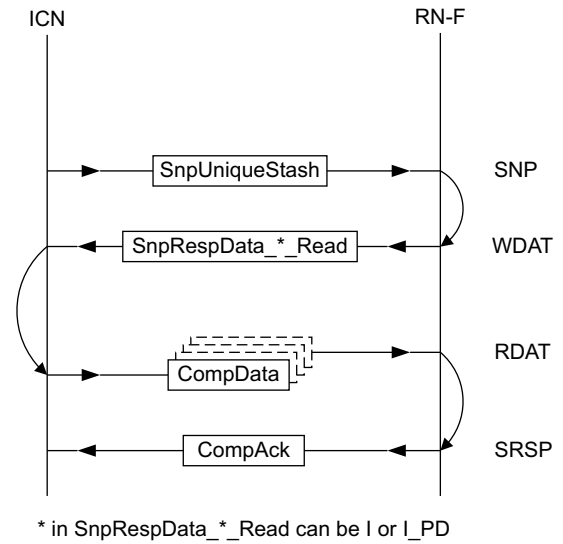 ICN RN-F
SnpUniqueStash SNP
SnpRespData_*_Read WDAT
RDAT
CompData
CompAck SRSP
* in SnpRespData_*_Read can be I or I_PD